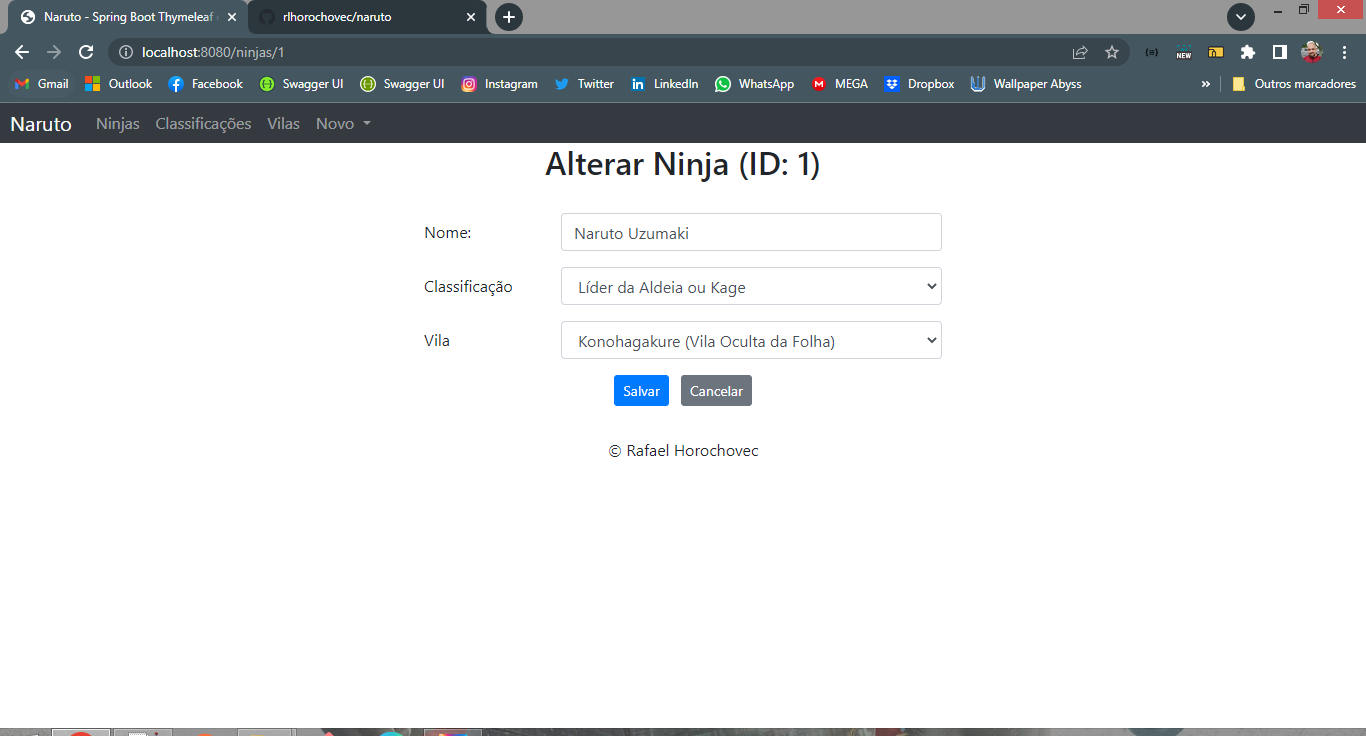 Naruto - Spring Boot Thymeleaf
rlhorochovec/naruto
localhost:8080/ninjas/1
NEW
Gmail Outlook Facebook Swagger UI Swagger UI Instagram Twitter LinkedIn WhatsApp MEGA Dropbox Wallpaper Abyss » Outros marcadores
Naruto Ninjas Classificações Vilas Novo
Alterar Ninja (ID: 1)
Nome: Naruto Uzumaki
Classificação Líder da Aldeia ou Kage
Vila Konohagakure (Vila Oculta da Folha)
Salvar Cancelar
© Rafael Horochovec